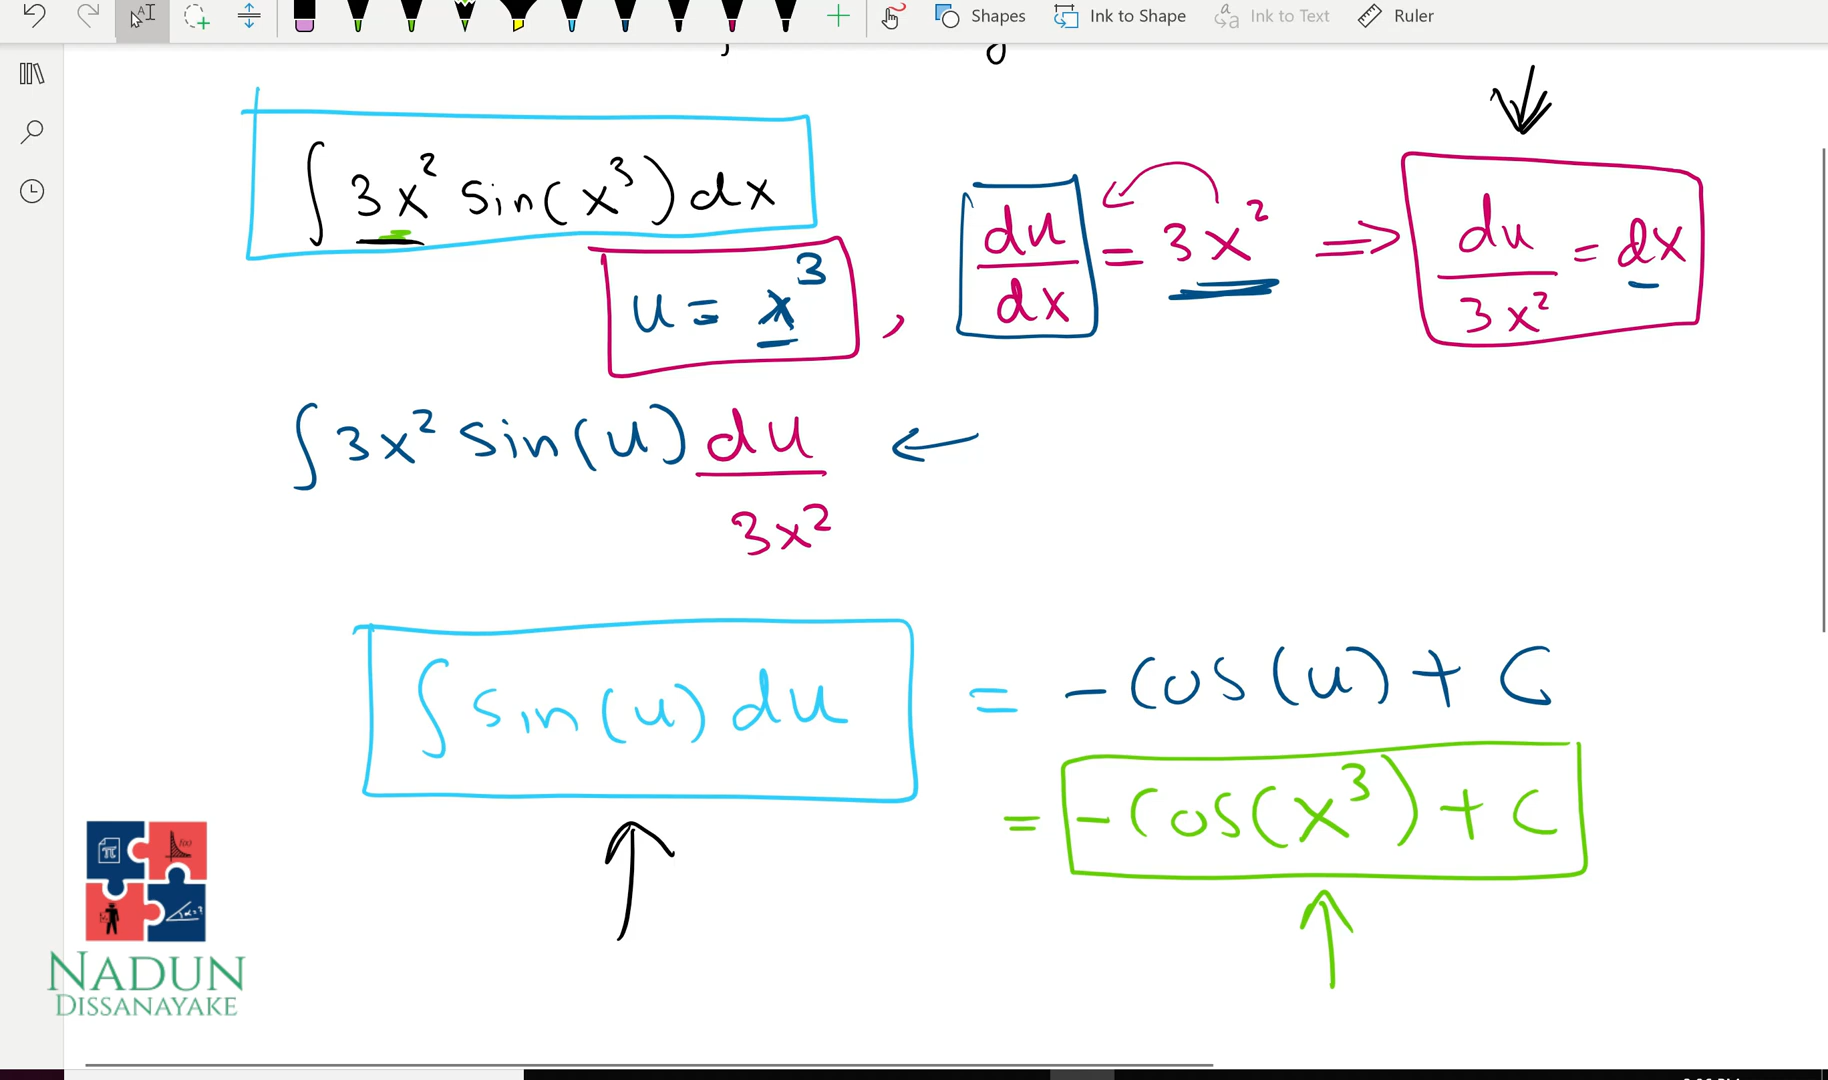 Shapes Ink to Shape Ink to Text Ruler
∫ 3x² sin(x³) dx
u = x³ , du/dx = 3x² ⇒ du/3x² = dx
∫ 3x² sin(u) du/3x² ←
∫ sin(u) du = -cos(u) + C
= -cos(x³) + C
NADUN
DISSANAYAKE